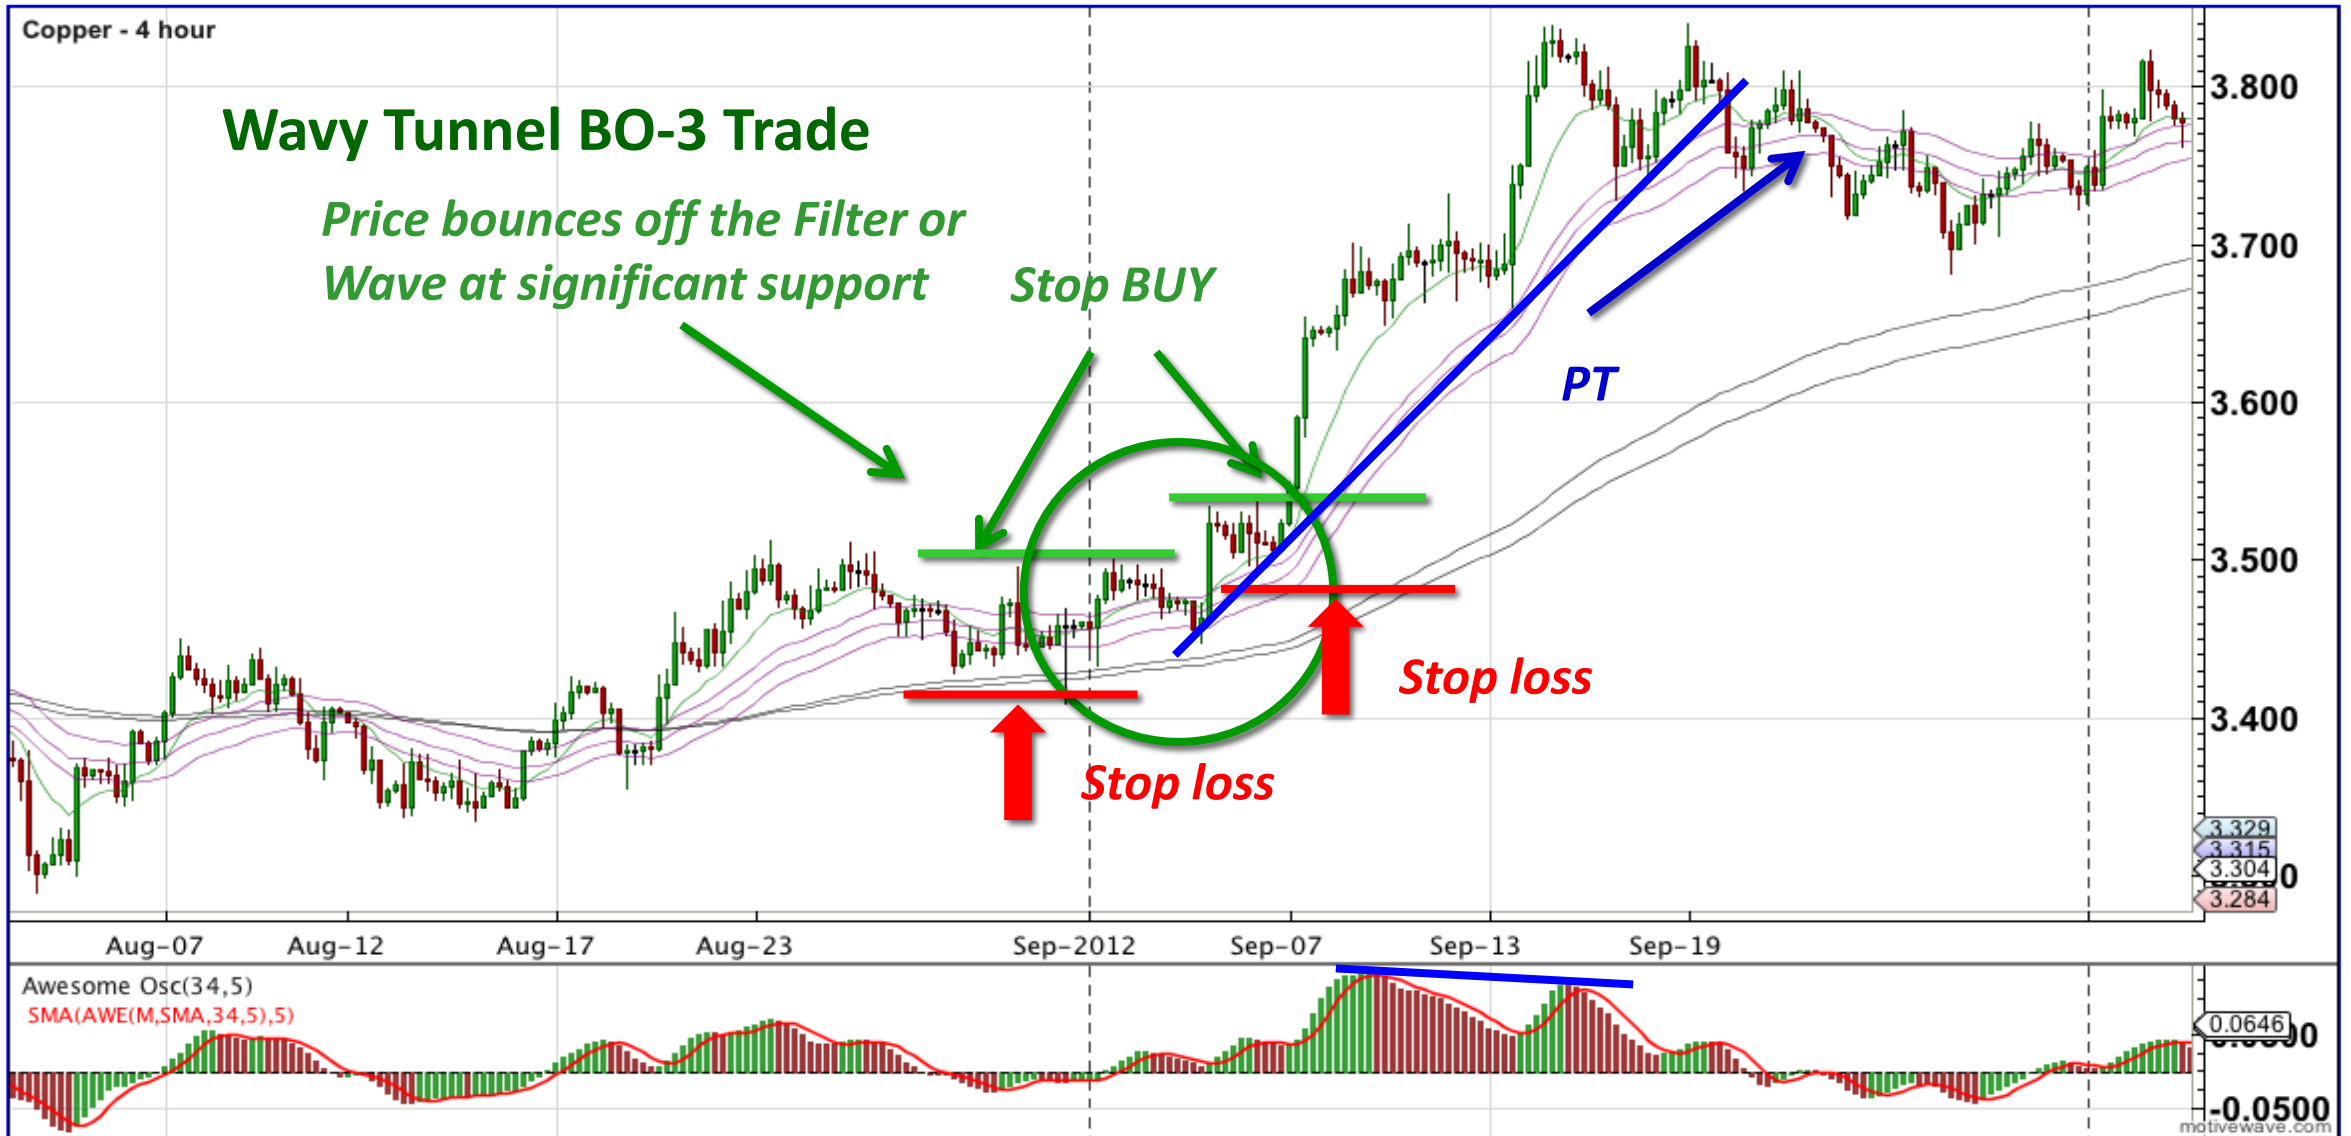 Copper - 4 hour
Wavy Tunnel BO-3 Trade
Price bounces off the Filter or
Wave at significant support
Stop BUY
PT
Stop loss
Stop loss
3.800
3.700
3.600
3.500
3.400
3.329
3.315
3.304
3.284
Aug-07 Aug-12 Aug-17 Aug-23 Sep-2012 Sep-07 Sep-13 Sep-19
Awesome Osc(34,5)
SMA(AWE(M,SMA,34,5),5)
0.0646
-0.0500
motivewave.com